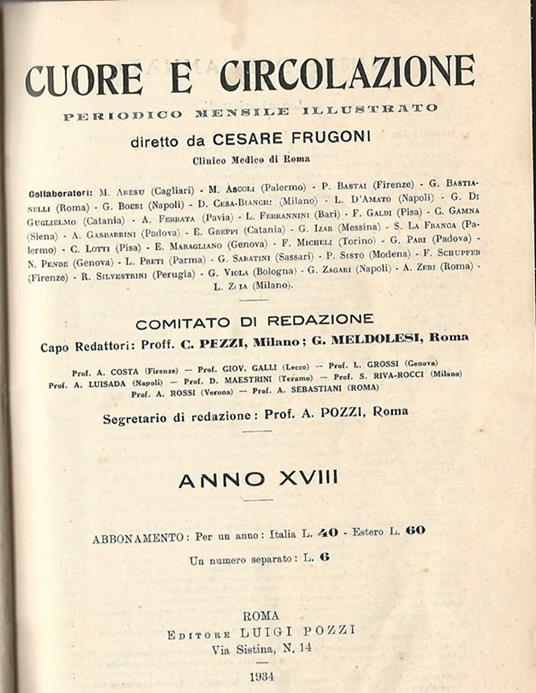 CUORE E CIRCOLAZIONE
PERIODICO MENSILE ILLUSTRATO
diretto da CESARE FRUGONI
Clinico Medico di Roma
Collaboratori: M. Aresu (Cagliari) - M. Ascoli (Palermo) - P. Bastai (Firenze) - G. Bastia-
nelli (Roma) - G. Boeri (Napoli) - D. Cesa-Bianchi (Milano) - L. D'Amato (Napoli) - G. Di
Guglielmo (Catania) - A. Ferrata (Pavia) - L. Ferrannini (Bari) - F. Galdi (Pisa) - C. Gamna
(Siena) - A. Gasbarrini (Padova) - E. Greppi (Catania) - G. Izar (Messina) - S. La Franca (Pa-
lermo) - C. Lotti (Pisa) - E. Maragliano (Genova) - F. Micheli (Torino) - G. Pari (Padova) -
N. Pende (Genova) - L. Preti (Parma) - G. Sabatini (Sassari) - P. Sisto (Modena) - F. Schupfer
(Firenze) - R. Silvestrini (Perugia) - G. Viola (Bologna) - G. Zagari (Napoli) - A. Zeri (Roma) -
L. (Milano).
COMITATO DI REDAZIONE
Capo Redattori: Proff. C. PEZZI, Milano; G. MELDOLESI, Roma
Prof. A. COSTA (Firenze) — Prof. GIOV. GALLI (Lecco) — Prof. L. GROSSI (Genova)
Prof. A. LUISADA (Napoli) — Prof. D. MAESTRINI (Teramo) — Prof. S. RIVA-ROCCI (Milano)
Prof. A. ROSSI (Verona) — Prof. A. SEBASTIANI (ROMA)
Segretario di redazione: Prof. A. POZZI, Roma
ANNO XVIII
ABBONAMENTO: Per un anno: Italia L. 40 - Estero L. 60
Un numero separato: L. 6
ROMA
Editore LUIGI POZZI
Via Sistina, N. 14
1934